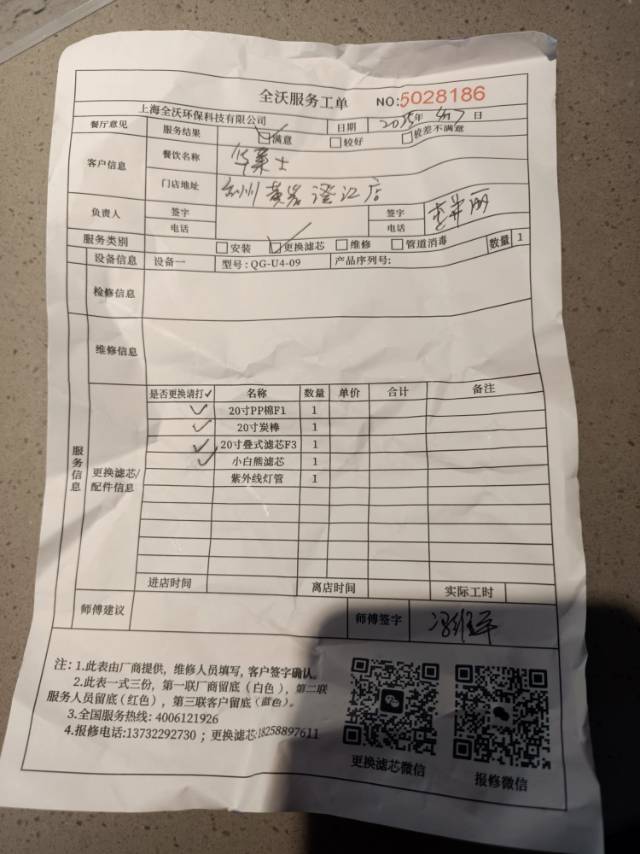 全沃服务工单 NO:5028186
上海全沃环保科技有限公司
餐厅意见 服务结果 ✓满意 □较好 □较差不满意 日期 2025年 月7日
客户信息 餐饮名称 华莱士
门店地址 台州黄岩澄江店
负责人 签字 签字
电话 电话
服务类别 □安装 ✓更换滤芯 □维修 □管道消毒 数量 1
设备信息 设备一 型号:QG-U4-09 产品序列号:
检修信息
维修信息
服务信息
更换滤芯/配件信息
是否更换请打✓ 名称 数量 单价 合计 备注
✓ 20寸PP棉F1 1
✓ 20寸炭棒 1
✓ 20寸叠式滤芯F3 1
✓ 小白熊滤芯 1
紫外线灯管 1
进店时间 离店时间 实际工时
师傅建议 师傅签字
注:1.此表由厂商提供,维修人员填写,客户签字确认。
2.此表一式三份,第一联厂商留底(白色),第二联
服务人员留底(红色),第三联客户留底(蓝色)。
3.全国服务热线:4006121926
4.报修电话:13732292730;更换滤芯:18258897611
更换滤芯微信 报修微信